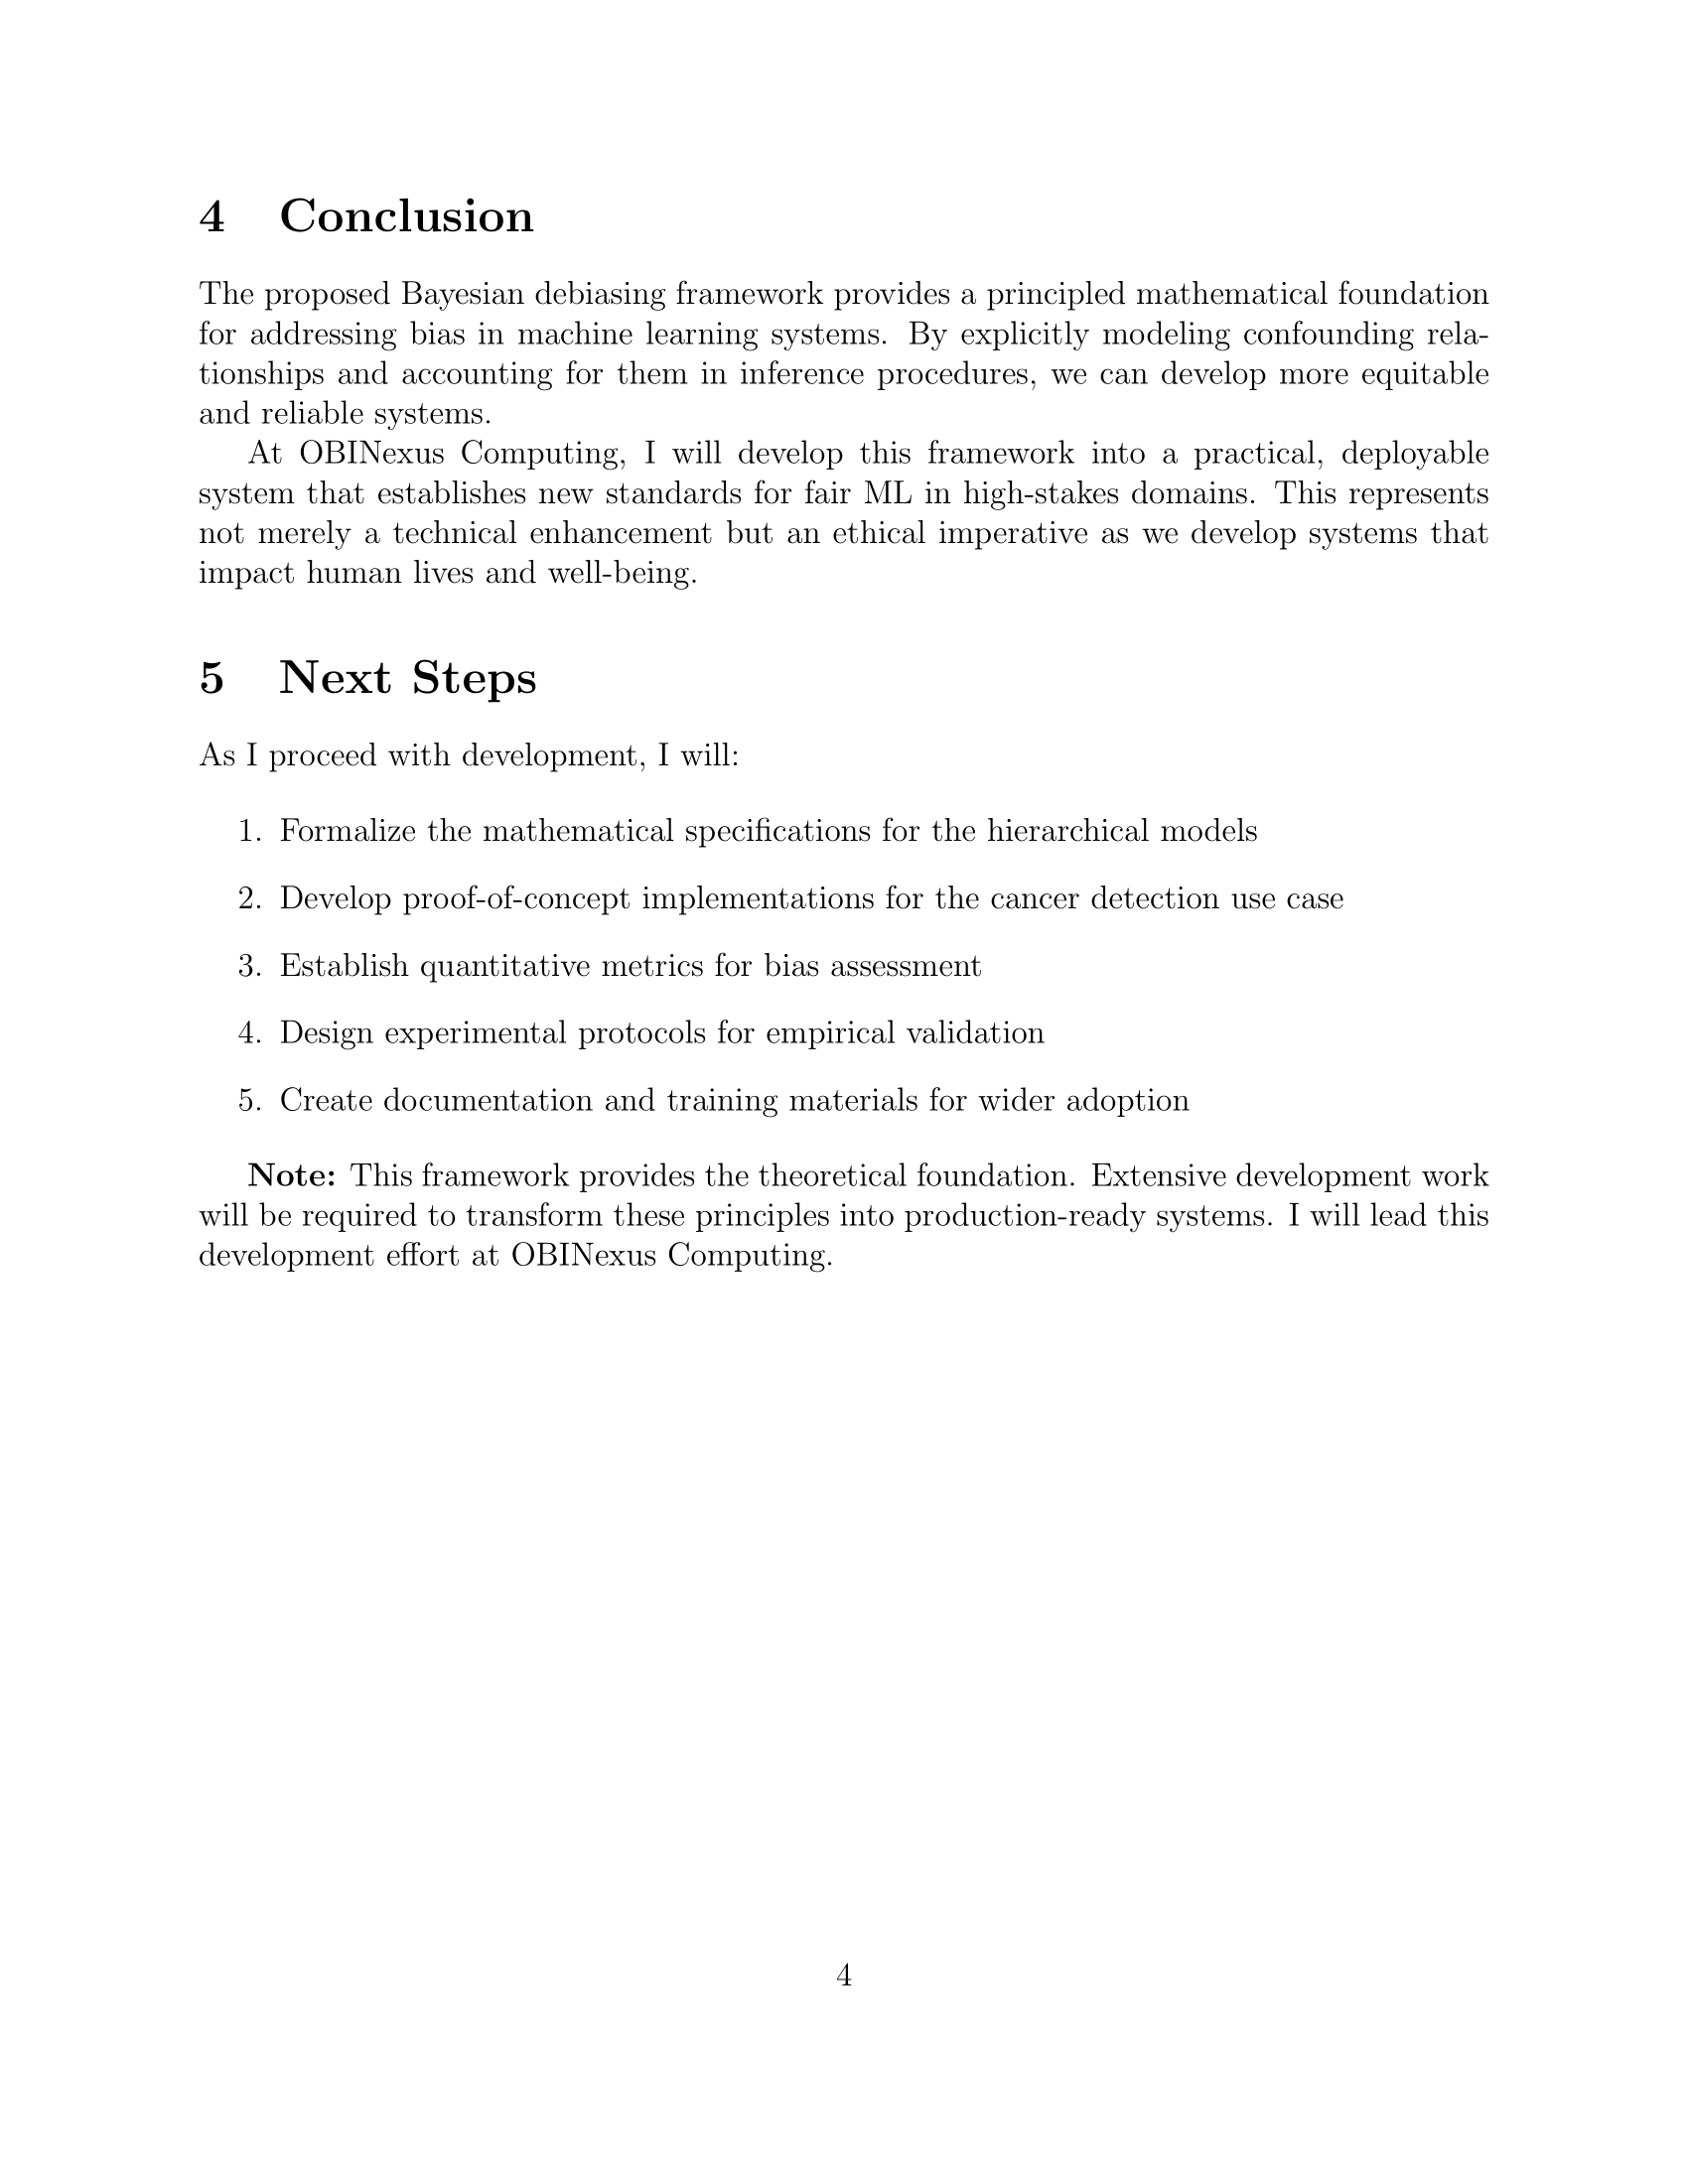 4 Conclusion
The proposed Bayesian debiasing framework provides a principled mathematical foundation
for addressing bias in machine learning systems. By explicitly modeling confounding rela-
tionships and accounting for them in inference procedures, we can develop more equitable
and reliable systems.
At OBINexus Computing, I will develop this framework into a practical, deployable
system that establishes new standards for fair ML in high-stakes domains. This represents
not merely a technical enhancement but an ethical imperative as we develop systems that
impact human lives and well-being.
5 Next Steps
As I proceed with development, I will:
1. Formalize the mathematical specifications for the hierarchical models
2. Develop proof-of-concept implementations for the cancer detection use case
3. Establish quantitative metrics for bias assessment
4. Design experimental protocols for empirical validation
5. Create documentation and training materials for wider adoption
Note: This framework provides the theoretical foundation. Extensive development work
will be required to transform these principles into production-ready systems. I will lead this
development effort at OBINexus Computing.
4